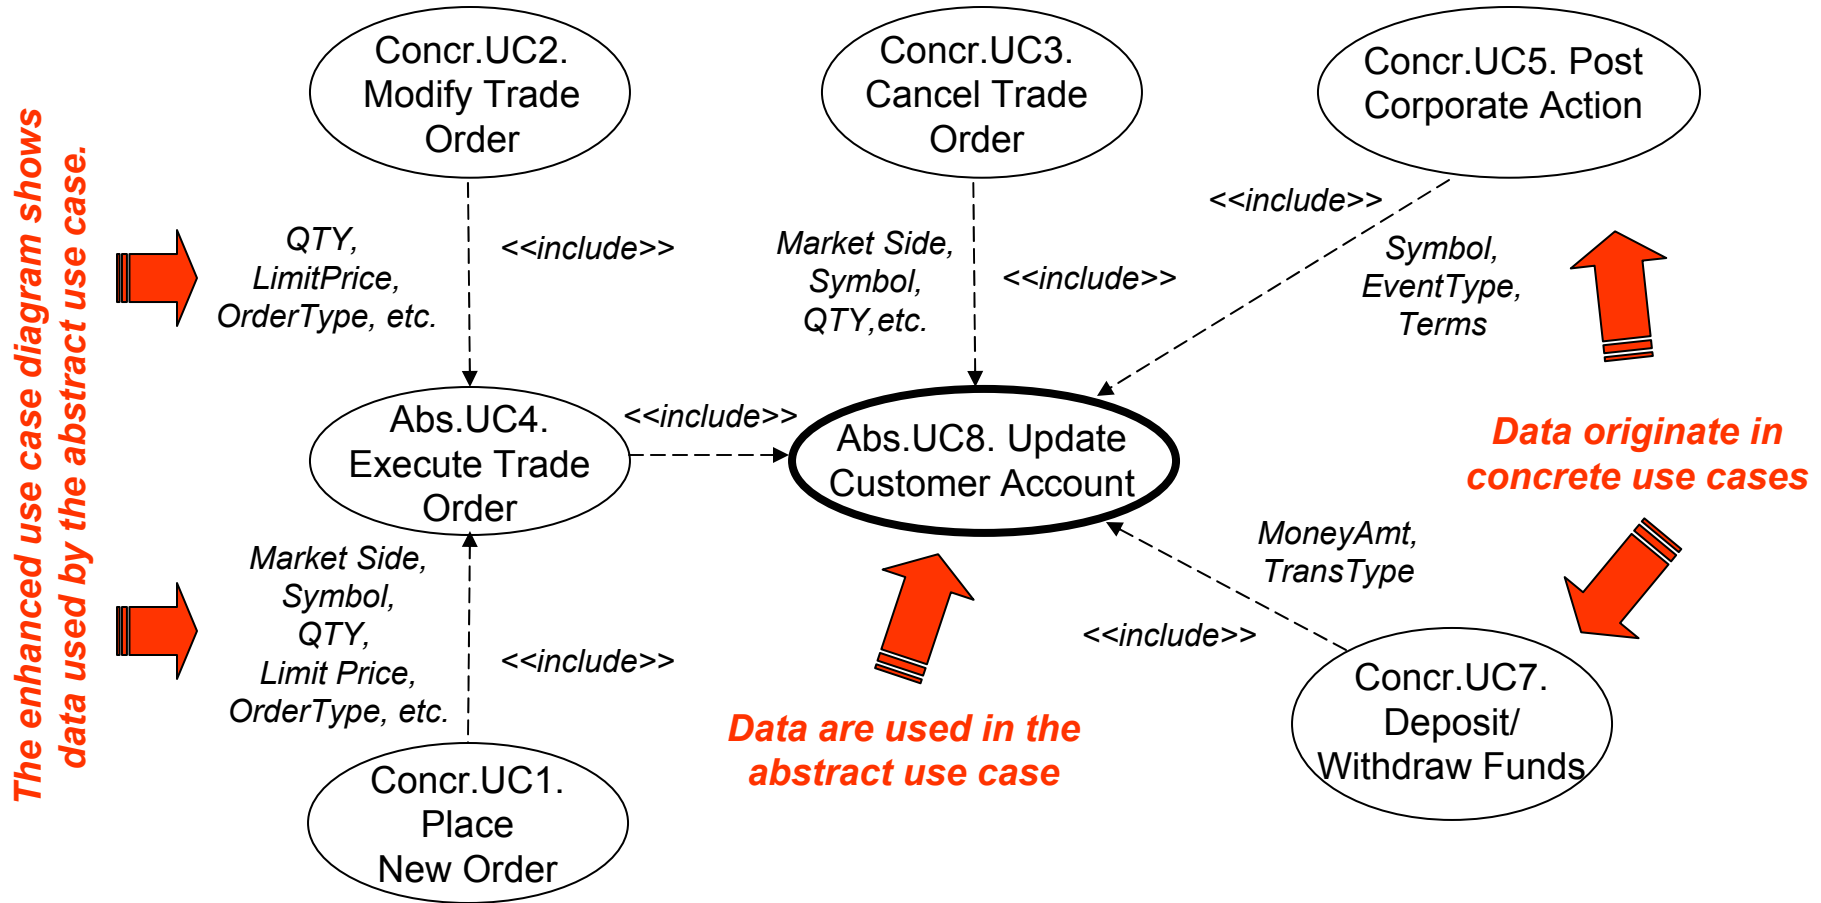 The enhanced use case diagram shows
data used by the abstract use case.
Concr.UC2.
Modify Trade
Order
Concr.UC3.
Cancel Trade
Order
Concr.UC5. Post
Corporate Action
QTY,
LimitPrice,
OrderType, etc.
<<include>>
Market Side,
Symbol,
QTY,etc.
<<include>>
<<include>>
Symbol,
EventType,
Terms
Abs.UC4.
Execute Trade
Order
<<include>>
Abs.UC8. Update
Customer Account
Data originate in
concrete use cases
Market Side,
Symbol,
QTY,
Limit Price,
OrderType, etc.
<<include>>
MoneyAmt,
TransType
<<include>>
Data are used in the
abstract use case
Concr.UC7.
Deposit/
Withdraw Funds
Concr.UC1.
Place
New Order